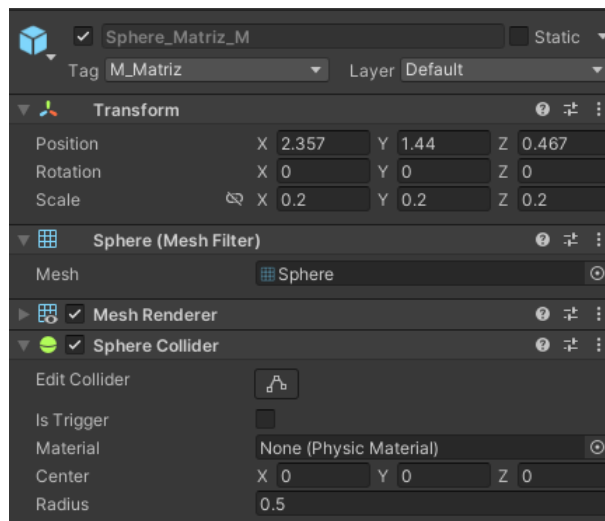 Sphere_Matriz_M Static
Tag M_Matriz Layer Default
Transform
Position X 2.357 Y 1.44 Z 0.467
Rotation X 0 Y 0 Z 0
Scale X 0.2 Y 0.2 Z 0.2
Sphere (Mesh Filter)
Mesh Sphere
Mesh Renderer
Sphere Collider
Edit Collider
Is Trigger
Material None (Physic Material)
Center X 0 Y 0 Z 0
Radius 0.5